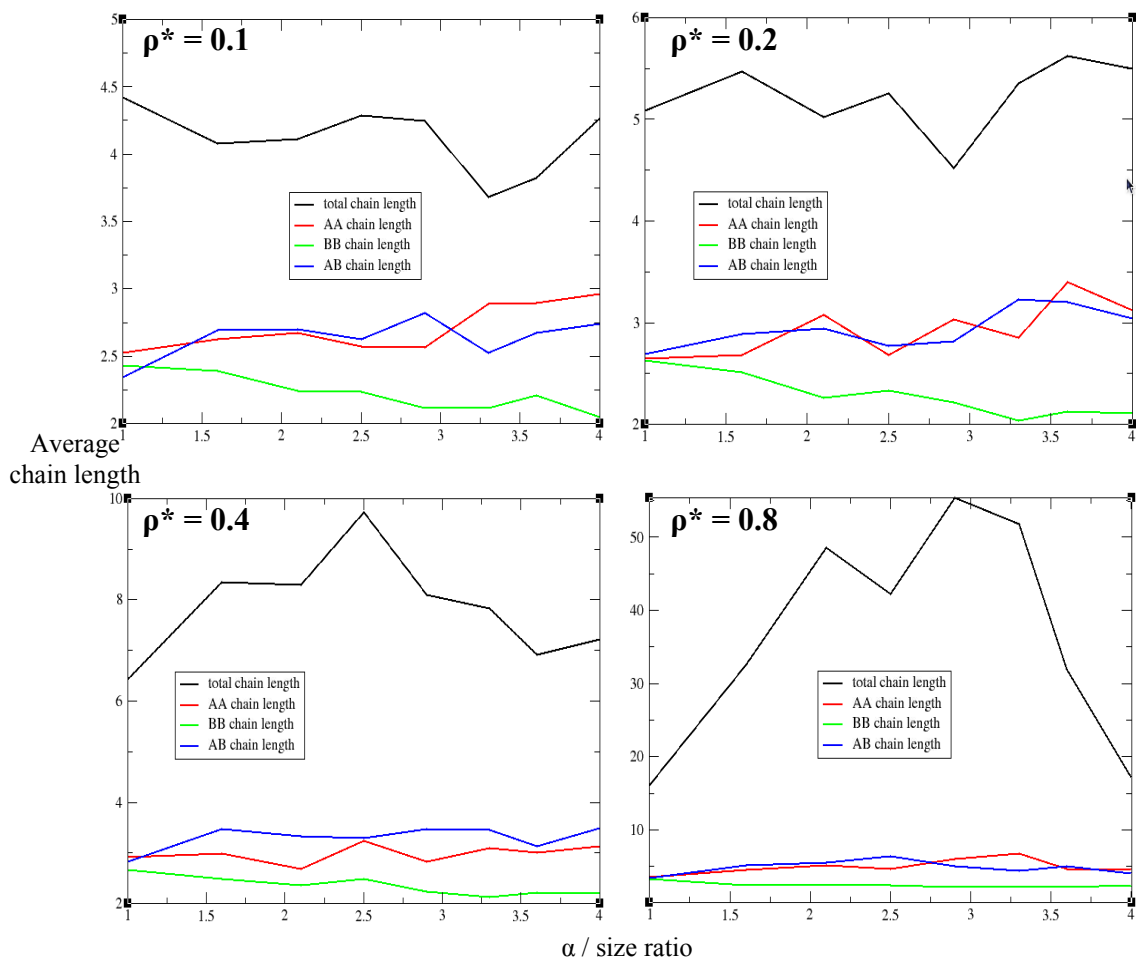 ρ* = 0.1
5
4.5
4
3.5
3
2.5
2
1
1.5
2
2.5
3
3.5
4
total chain length
AA chain length
BB chain length
AB chain length
ρ* = 0.2
6
5
4
3
2
1
1.5
2
2.5
3
3.5
4
total chain length
AA chain length
BB chain length
AB chain length
Average
chain length
ρ* = 0.4
10
8
6
4
2
1
1.5
2
2.5
3
3.5
4
total chain length
AA chain length
BB chain length
AB chain length
ρ* = 0.8
50
40
30
20
10
1
1.5
2
2.5
3
3.5
4
total chain length
AA chain length
BB chain length
AB chain length
α / size ratio